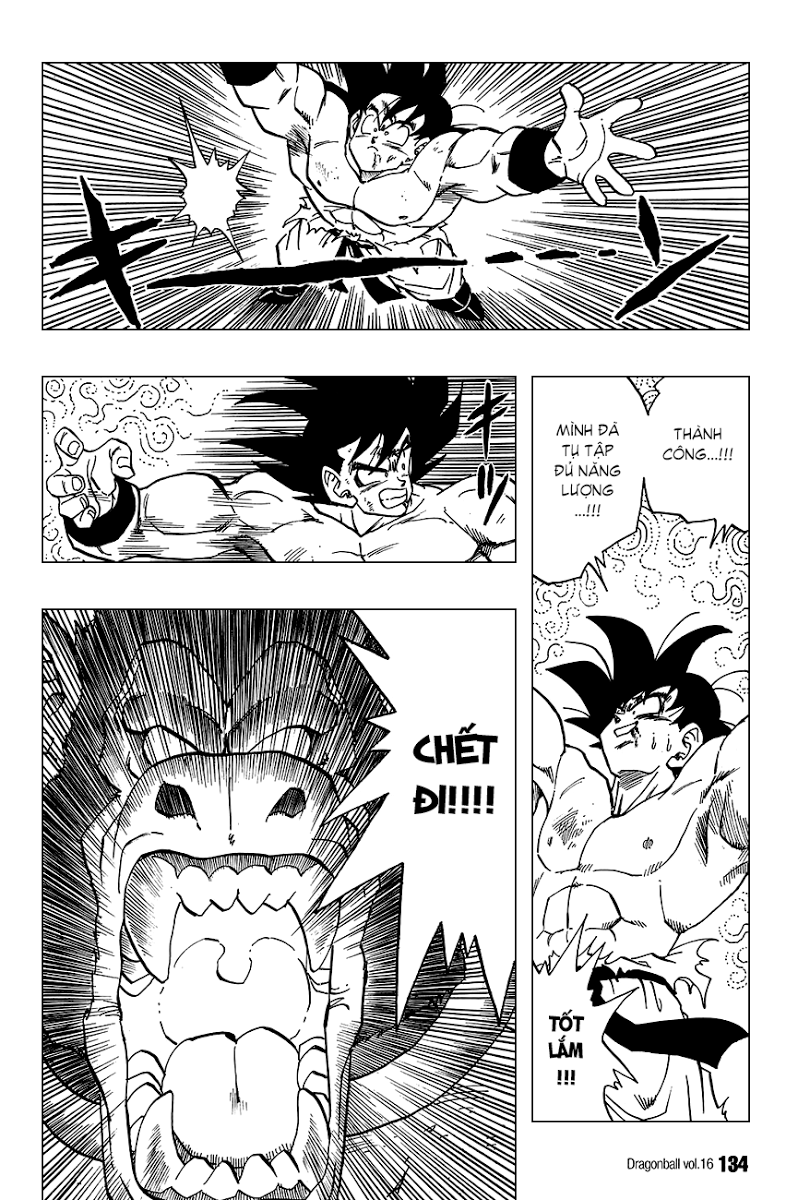 THÀNH
CÔNG...!!!
MÌNH ĐÃ
TỤ TẬP
ĐỦ NĂNG
LƯỢNG
...!!!
TỐT
LẮM
!!!
CHẾT
ĐI!!!!
Dragonball vol.16 134